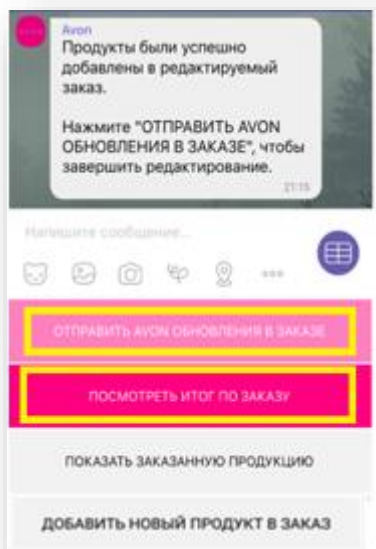 Avon
Продукты были успешно
добавлены в редактируемый
заказ.
Нажмите "ОТПРАВИТЬ AVON
ОБНОВЛЕНИЯ В ЗАКАЗЕ", чтобы
завершить редактирование.
21:15
Напишите сообщение...
ОТПРАВИТЬ AVON ОБНОВЛЕНИЯ В ЗАКАЗЕ
ПОСМОТРЕТЬ ИТОГ ПО ЗАКАЗУ
ПОКАЗАТЬ ЗАКАЗАННУЮ ПРОДУКЦИЮ
ДОБАВИТЬ НОВЫЙ ПРОДУКТ В ЗАКАЗ